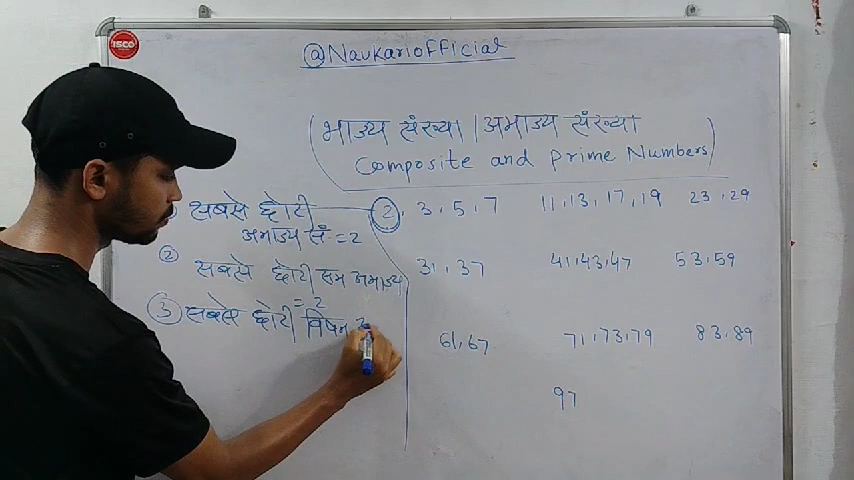 ISCO
@Naukariofficial
भाज्य संख्या | अभाज्य संख्या
Composite and Prime Numbers
सबसे छोटी
अभाज्य सं = 2
② सबसे छोटी सम अभाज्य
= 2
③ सबसे छोटी विषम अ
2, 3, 5, 7 11, 13, 17, 19 23, 29
31, 37 41, 43, 47 53, 59
61, 67 71, 73, 79 83, 89
97